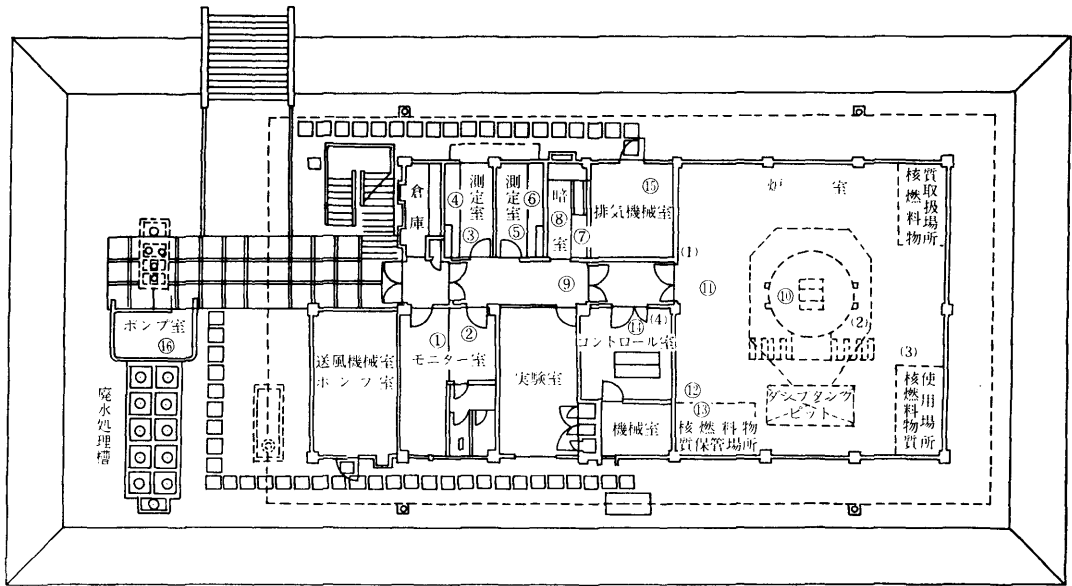 倉庫
④
測定室
③
測定室
⑥
⑤
暗室
⑧
⑦
⑮
排気機械室
炉室
核燃料物
質取扱場所
(1)
⑨
⑪
⑩
(2)
(3)
ポンプ室
⑯
廃水処理槽
送風機械室
ポンプ室
①
②
モニター室
実験室
⑭
(4)
コントロール室
機械室
⑫
⑬
核燃料物
質保管場所
ダンプタンク
ピット
核燃料物質
使用場所